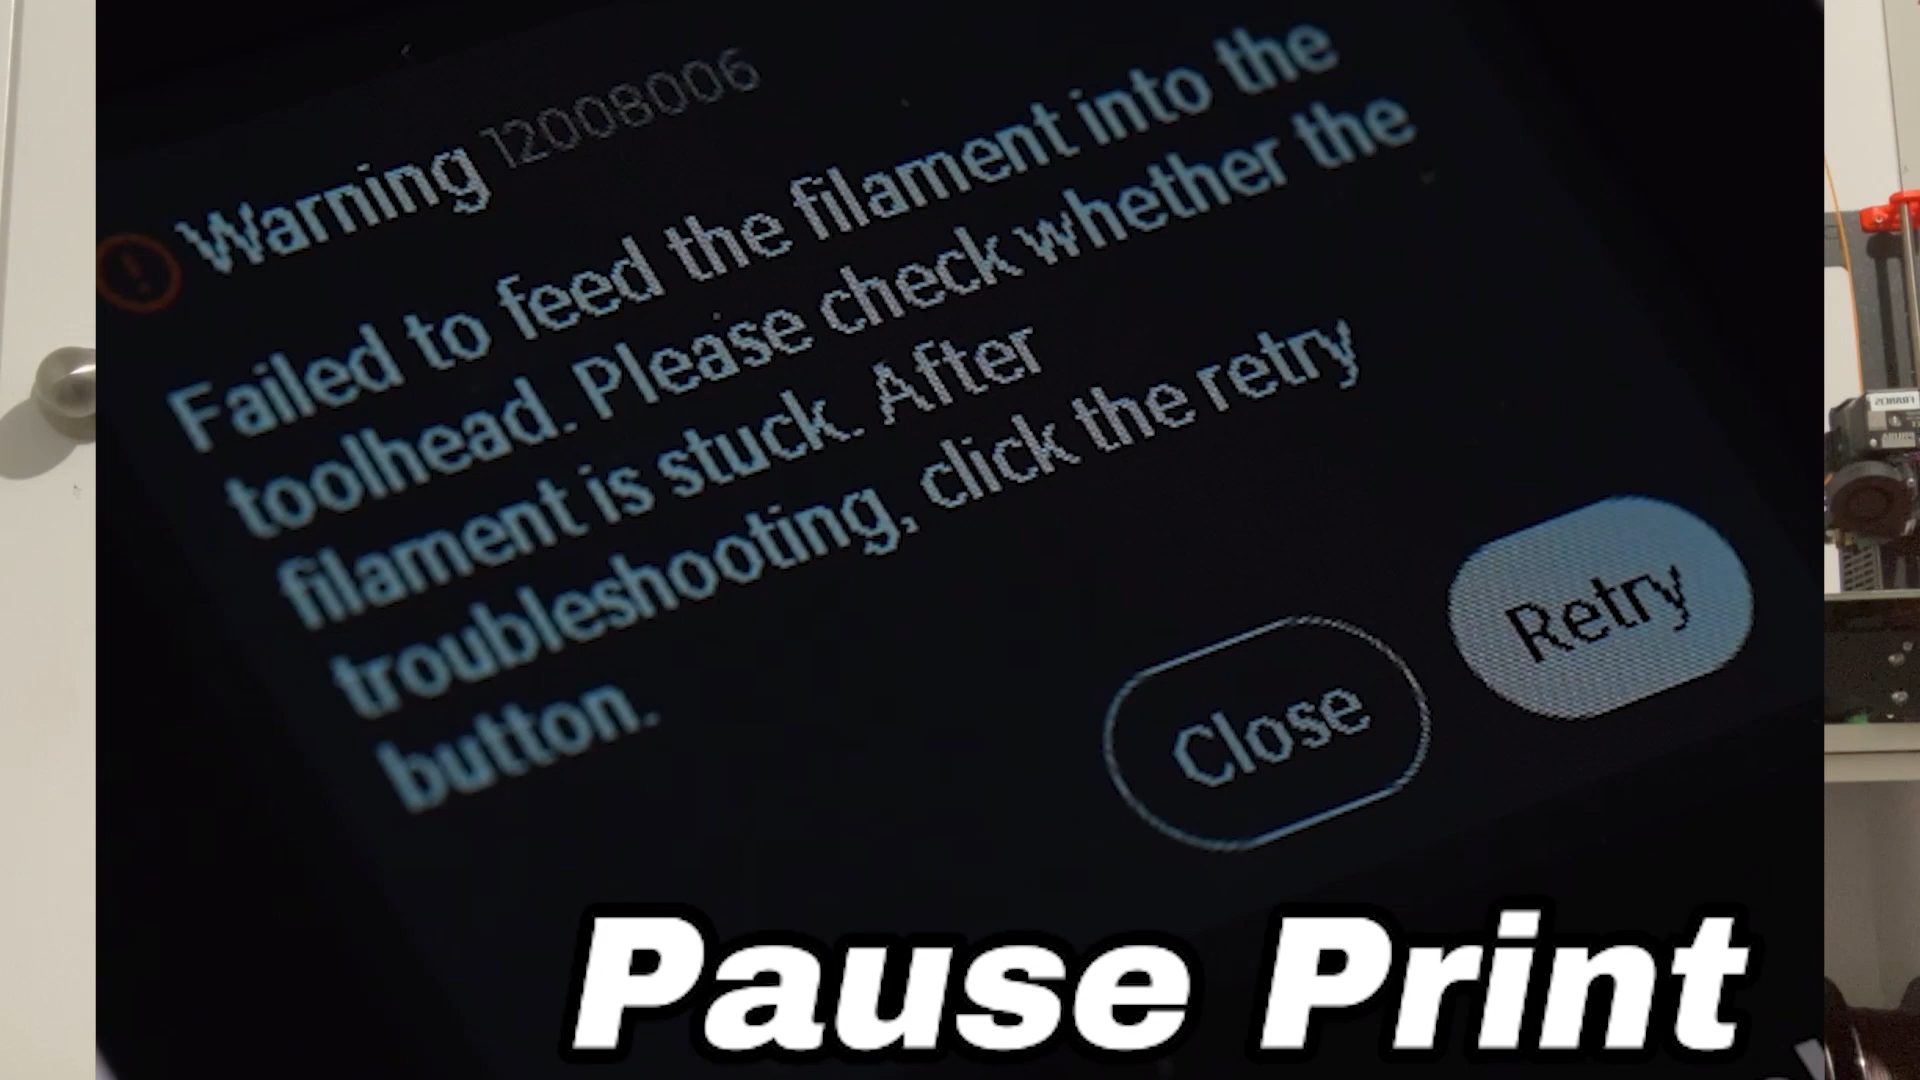 Warning 12008006
Failed to feed the filament into the
toolhead. Please check whether the
filament is stuck. After
troubleshooting, click the retry
button.
Close
Retry
Pause Print